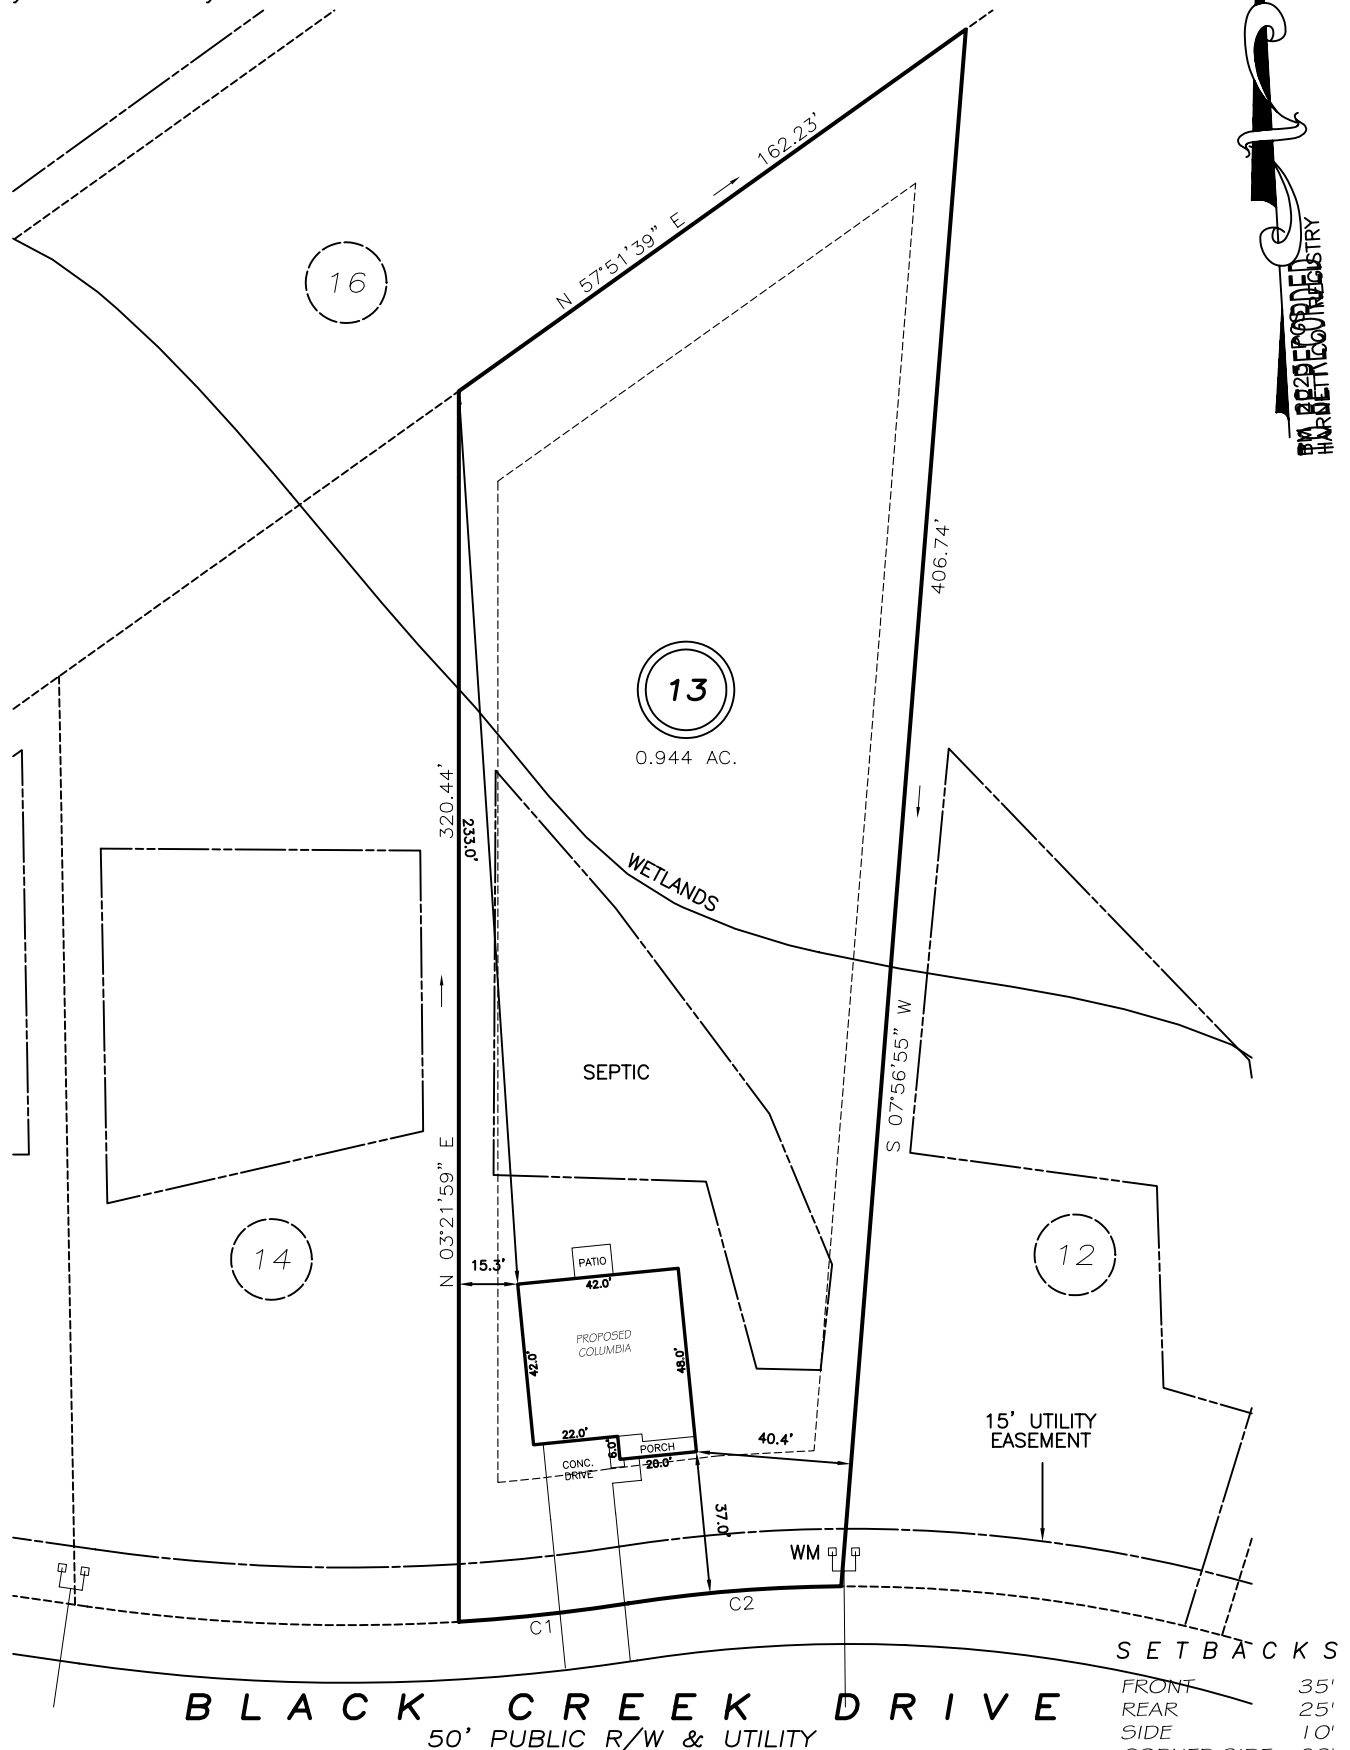 162.23'
N 57°51'39" E
16
406.74'
13
0.944 AC.
320.44'
233.0'
WETLANDS
SEPTIC
S 07°56'55" W
N 03°21'59" E
14
12
15.3'
PATIO
42.0'
PROPOSED
COLUMBIA
42.0'
48.0'
22.0'
6.0'
PORCH
20.0'
CONC.
DRIVE
40.4'
15' UTILITY
EASEMENT
37.0'
WM
C1
C2
SETBACKS
FRONT 35'
REAR 25'
SIDE 10'
BLACK CREEK DRIVE
50' PUBLIC R/W & UTILITY